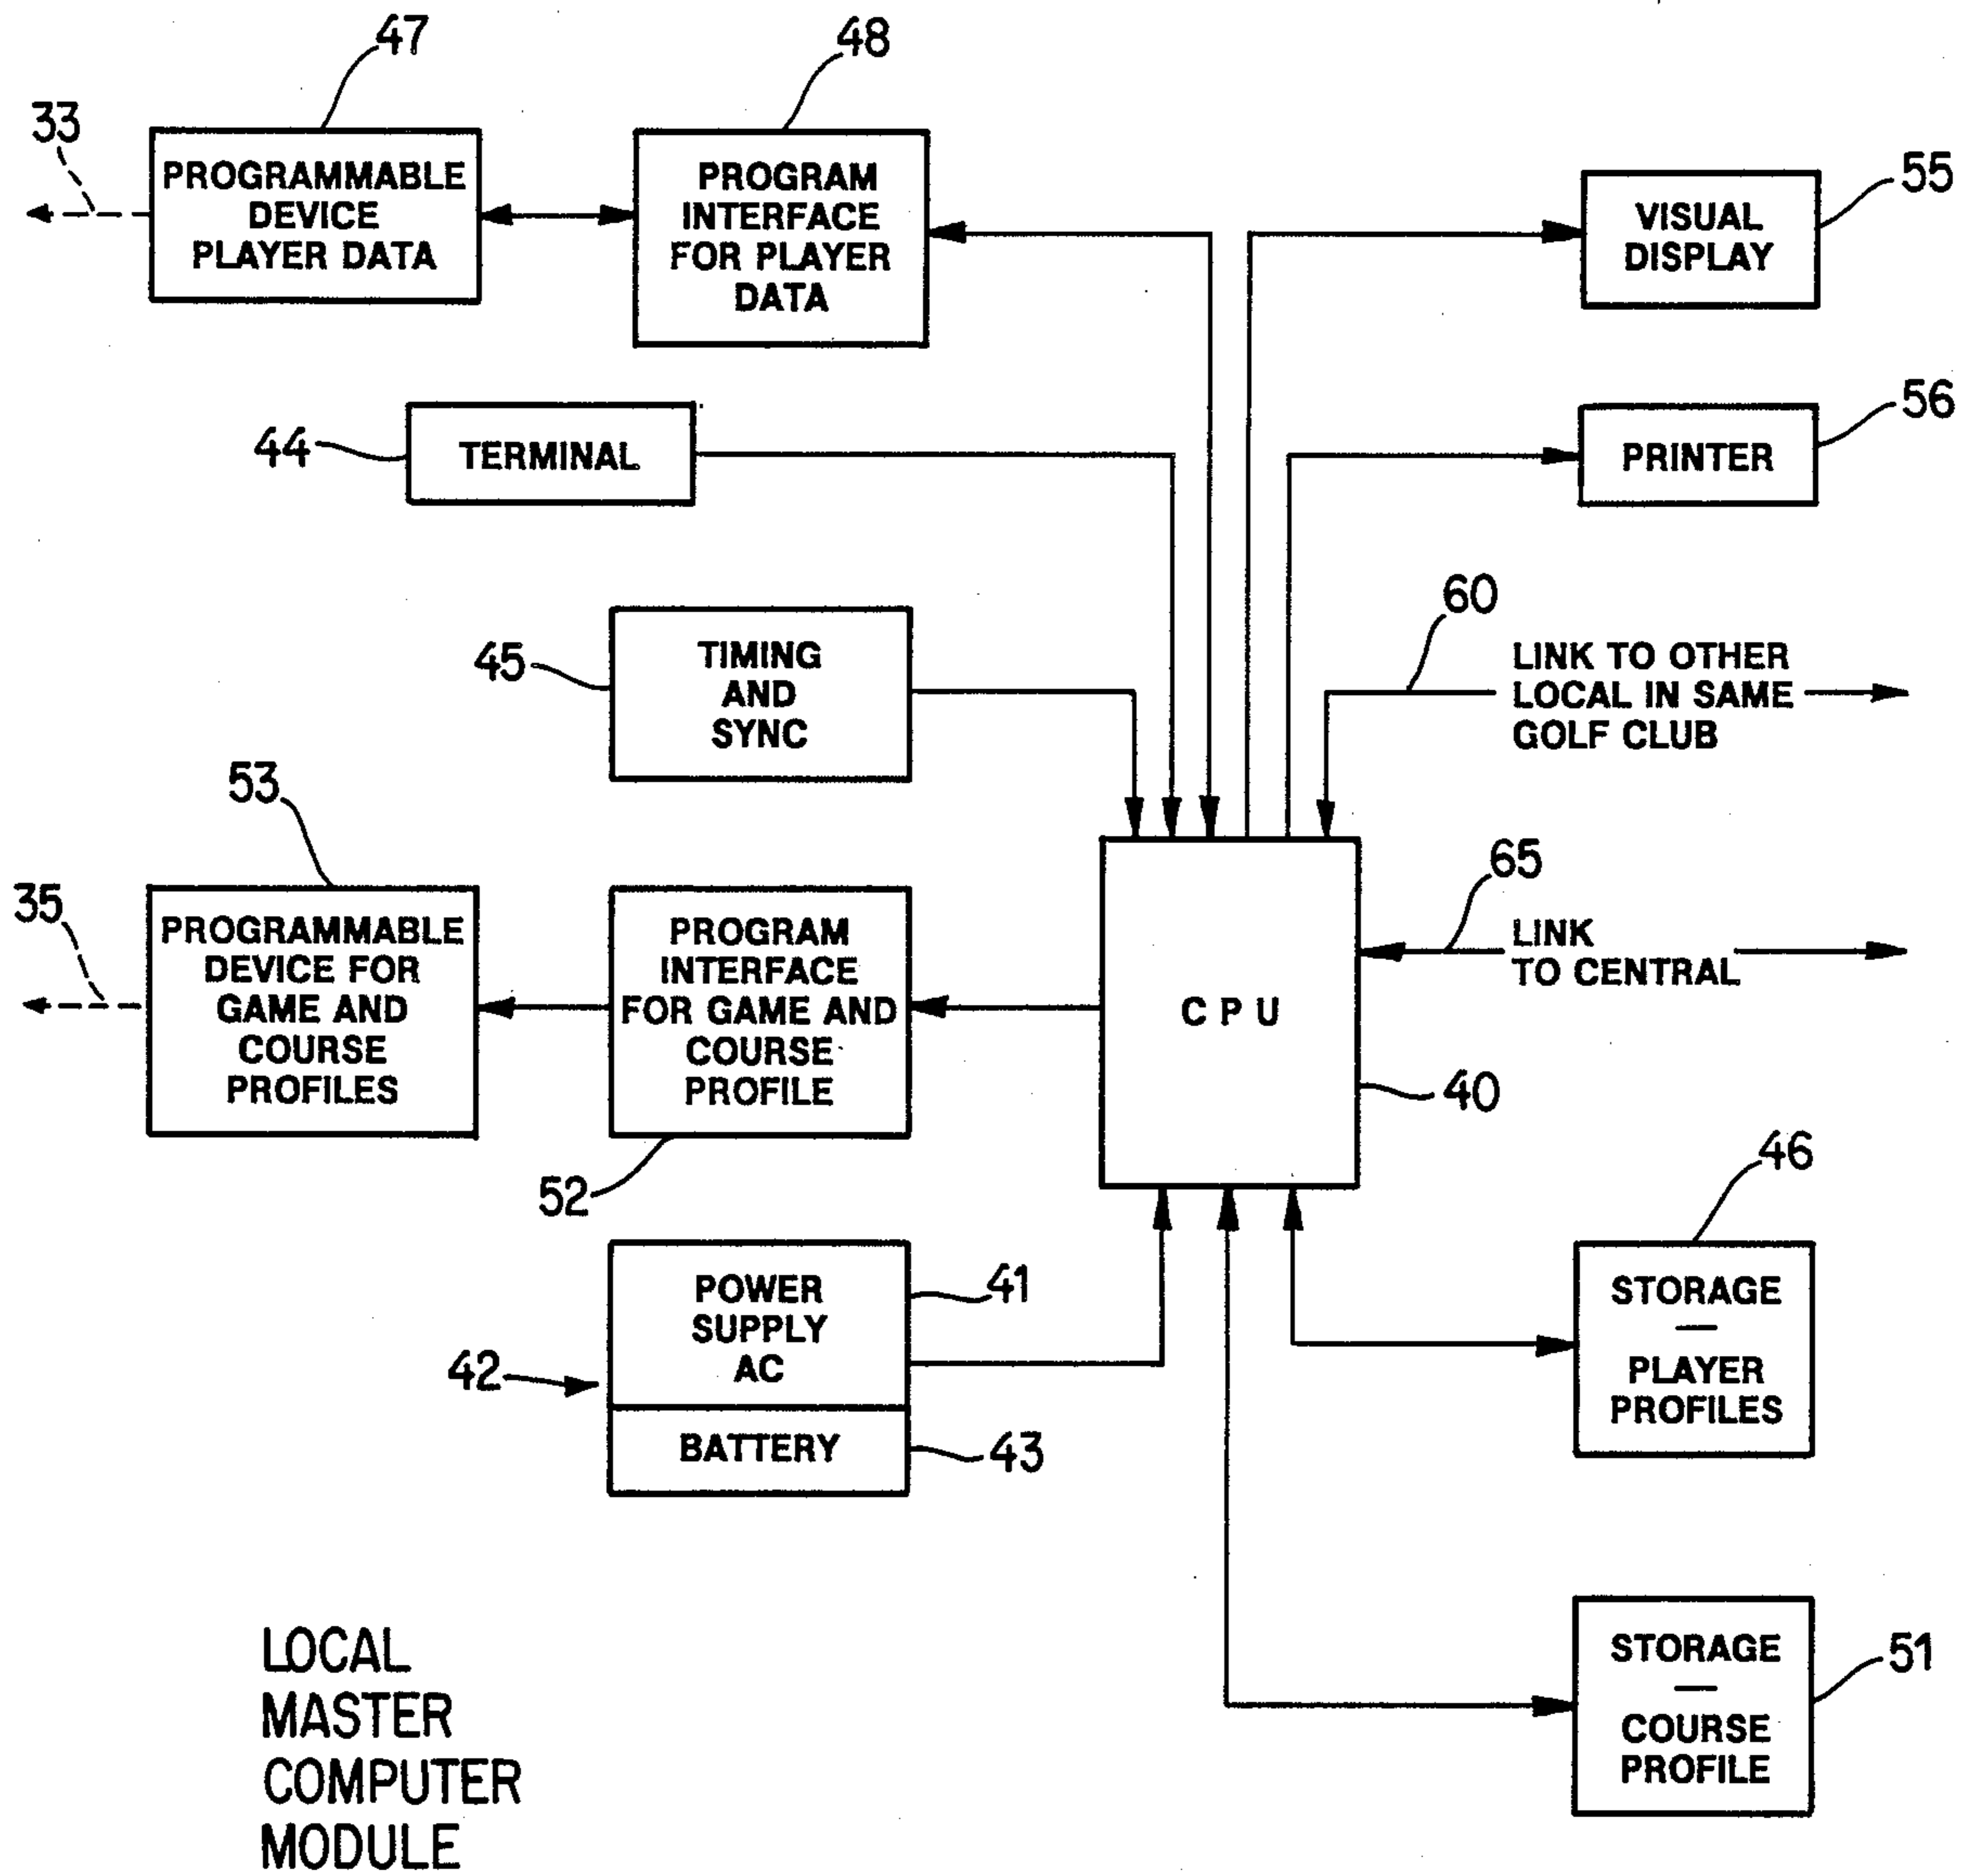 47
48
33
PROGRAMMABLE
DEVICE
PLAYER DATA
PROGRAM
INTERFACE
FOR PLAYER
DATA
55
VISUAL
DISPLAY
44
TERMINAL
56
PRINTER
45
TIMING
AND
SYNC
60
LINK TO OTHER
LOCAL IN SAME
GOLF CLUB
53
35
PROGRAMMABLE
DEVICE FOR
GAME AND
COURSE
PROFILES
PROGRAM
INTERFACE
FOR GAME AND
COURSE
PROFILE
52
CPU
40
65
LINK
TO CENTRAL
46
STORAGE
—
PLAYER
PROFILES
42
POWER
SUPPLY
AC
41
BATTERY
43
STORAGE
—
COURSE
PROFILE
51
LOCAL
MASTER
COMPUTER
MODULE